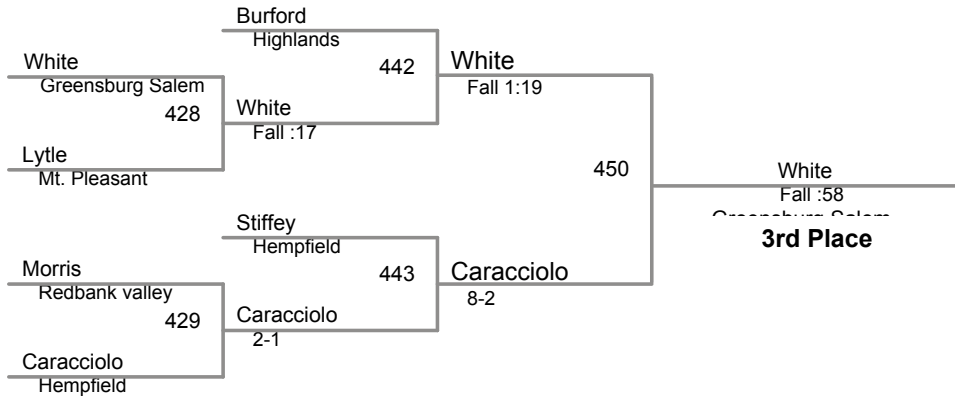 Burford
Highlands
White
Greensburg Salem
442
White
Fall 1:19
428
White
Fall :17
Lytle
Mt. Pleasant
450
White
Fall :58
Greensburg Salem
3rd Place
Stiffey
Hempfield
Morris
Redbank valley
443
Caracciolo
8-2
429
Caracciolo
2-1
Caracciolo
Hempfield